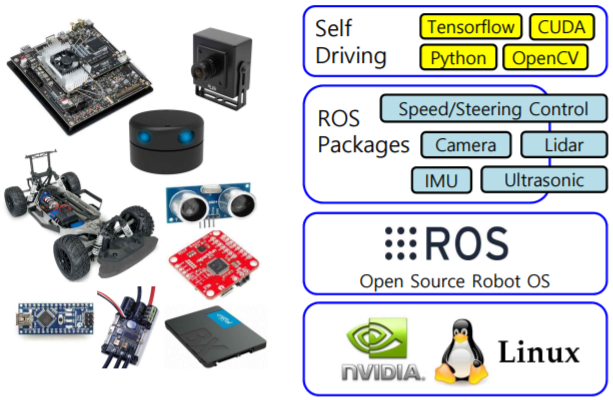 Self
Driving
Tensorflow
CUDA
Python
OpenCV
ROS
Packages
Speed/Steering Control
Camera
Lidar
IMU
Ultrasonic
ROS
Open Source Robot OS
NVIDIA.
Linux